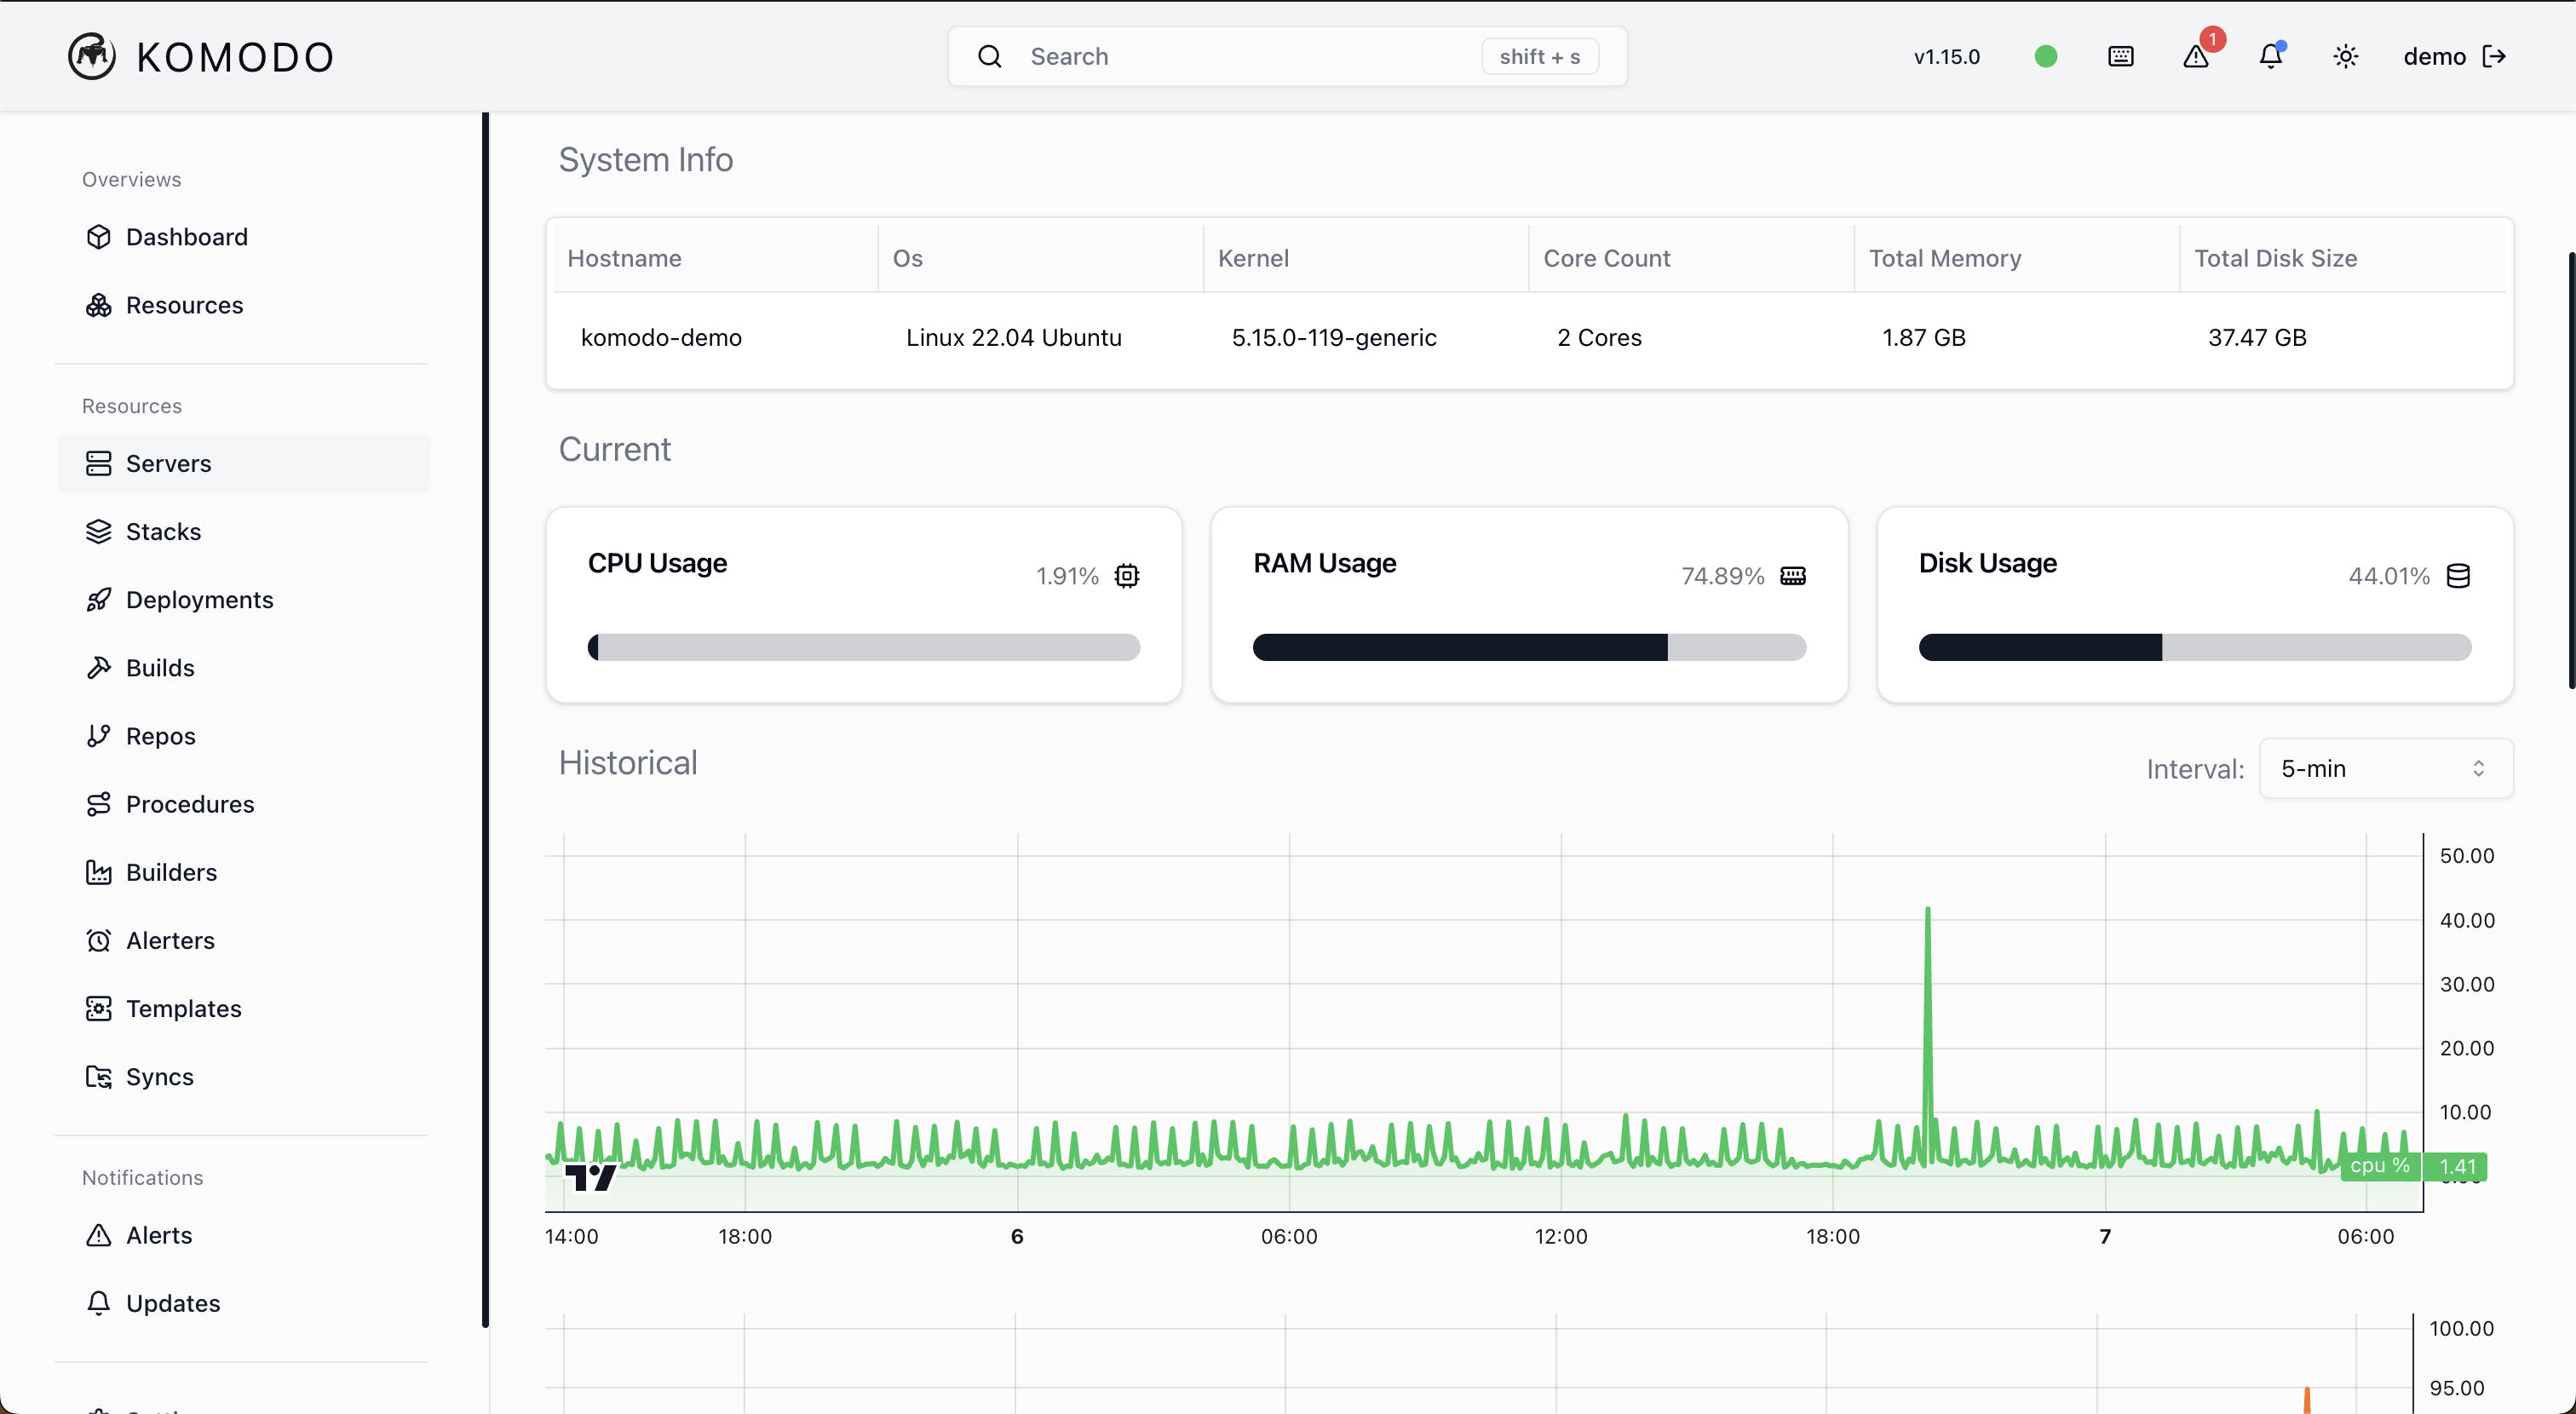 KOMODO
Search
shift + s
v1.15.0
1
demo
Overviews
Dashboard
Resources
Resources
Servers
Stacks
Deployments
Builds
Repos
Procedures
Builders
Alerters
Templates
Syncs
Notifications
Alerts
Updates
System Info
Hostname Os Kernel Core Count Total Memory Total Disk Size
komodo-demo Linux 22.04 Ubuntu 5.15.0-119-generic 2 Cores 1.87 GB 37.47 GB
Current
CPU Usage
1.91%
RAM Usage
74.89%
Disk Usage
44.01%
Historical
Interval: 5-min
50.00
40.00
30.00
20.00
10.00
cpu % 1.41
14:00 18:00 6 06:00 12:00 18:00 7 06:00
100.00
95.00